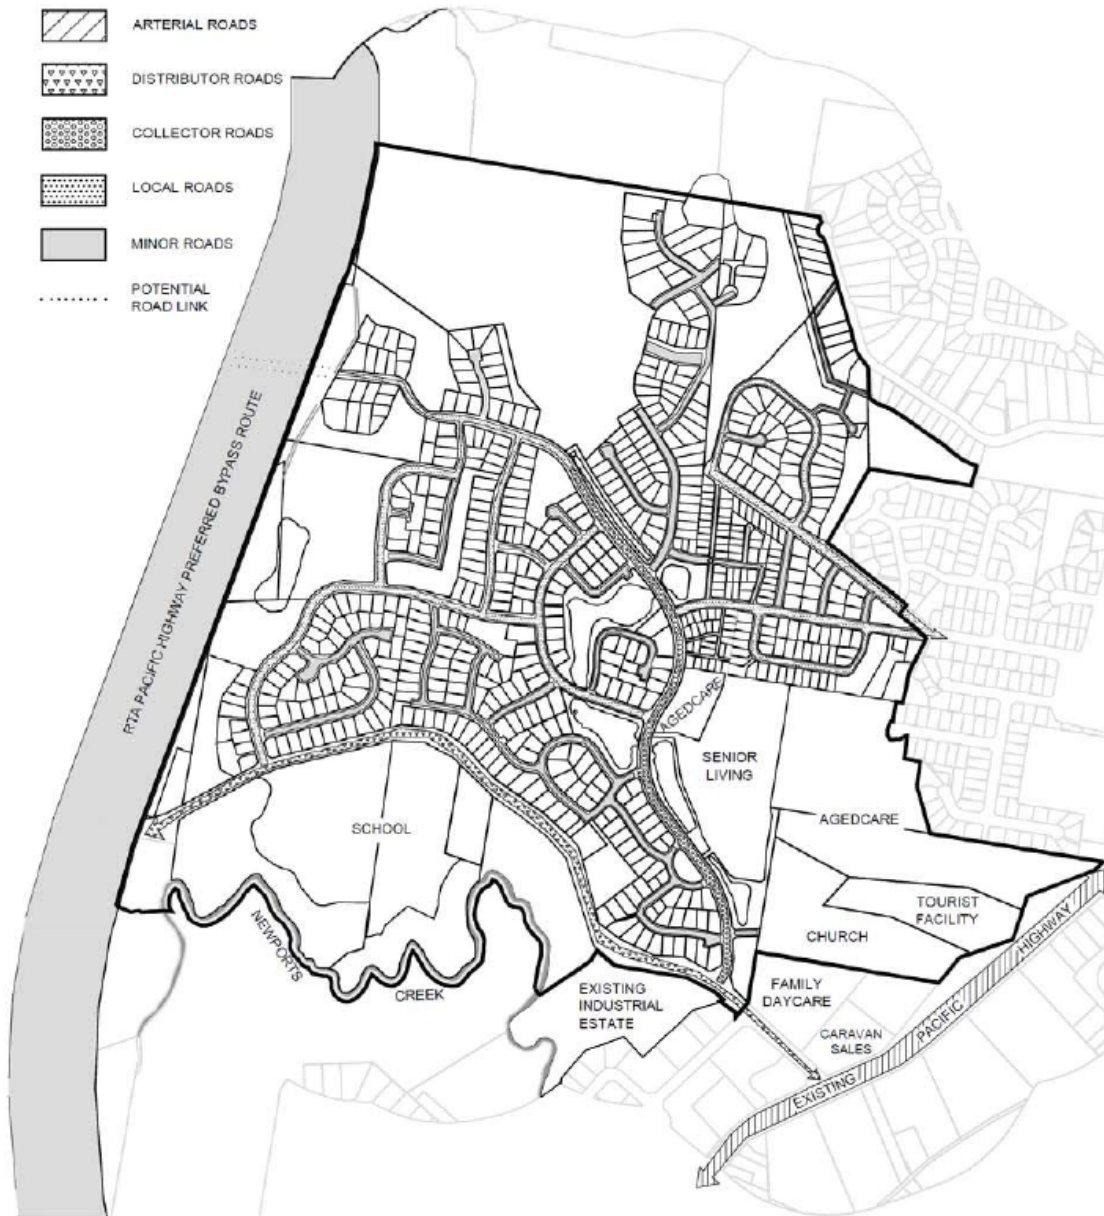 ARTERIAL ROADS
DISTRIBUTOR ROADS
COLLECTOR ROADS
LOCAL ROADS
MINOR ROADS
POTENTIAL
ROAD LINK
RTA PACIFIC HIGHWAY PREFERRED BYPASS ROUTE
AGEDCARE
SENIOR
LIVING
AGEDCARE
SCHOOL
TOURIST
FACILITY
CHURCH
NEWPORTS
CREEK
EXISTING
INDUSTRIAL
ESTATE
FAMILY
DAYCARE
CARAVAN
SALES
EXISTING PACIFIC HIGHWAY